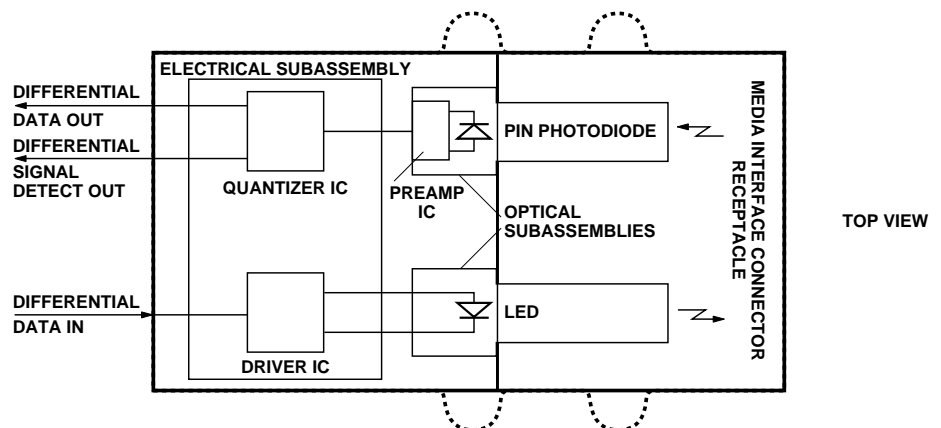 ELECTRICAL SUBASSEMBLY
DIFFERENTIAL
DATA OUT
DIFFERENTIAL
SIGNAL
DETECT OUT
QUANTIZER IC
PREAMP
IC
PIN PHOTODIODE
OPTICAL
SUBASSEMBLIES
DIFFERENTIAL
DATA IN
DRIVER IC
LED
MEDIA INTERFACE CONNECTOR
RECEPTACLE
TOP VIEW